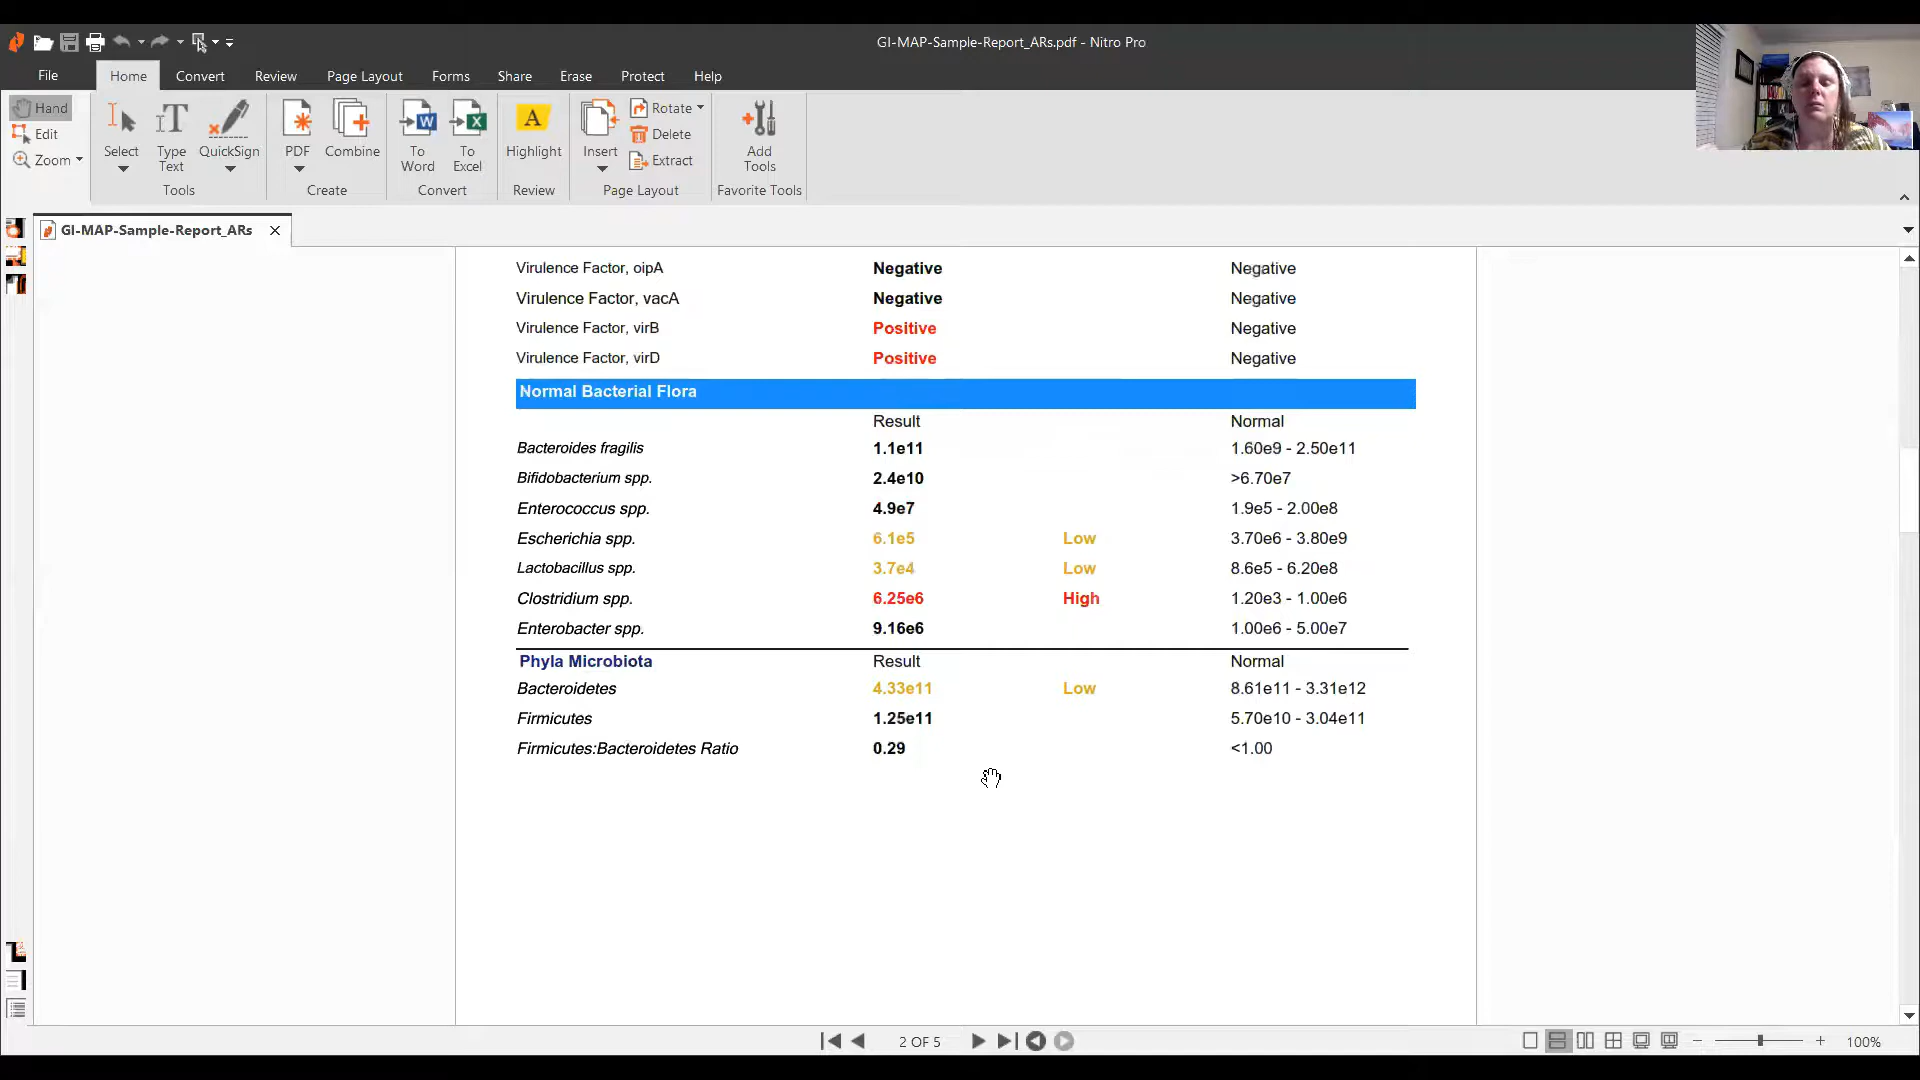 GI-MAP-Sample-Report_ARs.pdf - Nitro Pro
File Home Convert Review Page Layout Forms Share Erase Protect Help
Hand
Edit
Zoom
Select
Type Text
QuickSign
Tools
PDF
Combine
Create
To Word
To Excel
Convert
Highlight
Review
Insert
Rotate
Delete
Extract
Page Layout
Add Tools
Favorite Tools
GI-MAP-Sample-Report_ARs
Virulence Factor, oipA Negative Negative
Virulence Factor, vacA Negative Negative
Virulence Factor, virB Positive Negative
Virulence Factor, virD Positive Negative
Normal Bacterial Flora
Result Normal
Bacteroides fragilis 1.1e11 1.60e9 - 2.50e11
Bifidobacterium spp. 2.4e10 >6.70e7
Enterococcus spp. 4.9e7 1.9e5 - 2.00e8
Escherichia spp. 6.1e5 Low 3.70e6 - 3.80e9
Lactobacillus spp. 3.7e4 Low 8.6e5 - 6.20e8
Clostridium spp. 6.25e6 High 1.20e3 - 1.00e6
Enterobacter spp. 9.16e6 1.00e6 - 5.00e7
Phyla Microbiota Result Normal
Bacteroidetes 4.33e11 Low 8.61e11 - 3.31e12
Firmicutes 1.25e11 5.70e10 - 3.04e11
Firmicutes:Bacteroidetes Ratio 0.29 <1.00
2 OF 5
100%